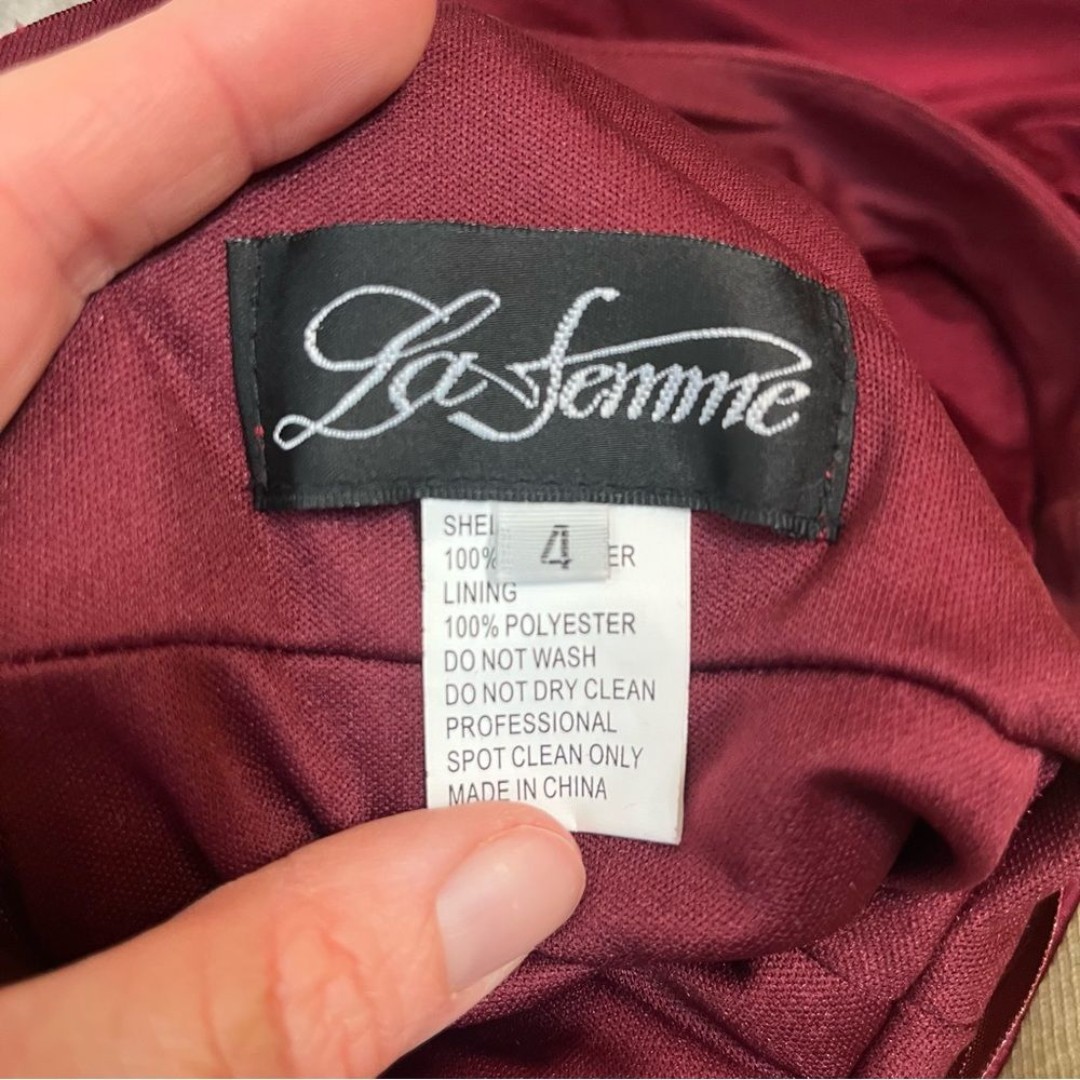 La Femme
4
100%
LINING
100% POLYESTER
DO NOT WASH
DO NOT DRY CLEAN
PROFESSIONAL
SPOT CLEAN ONLY
MADE IN CHINA